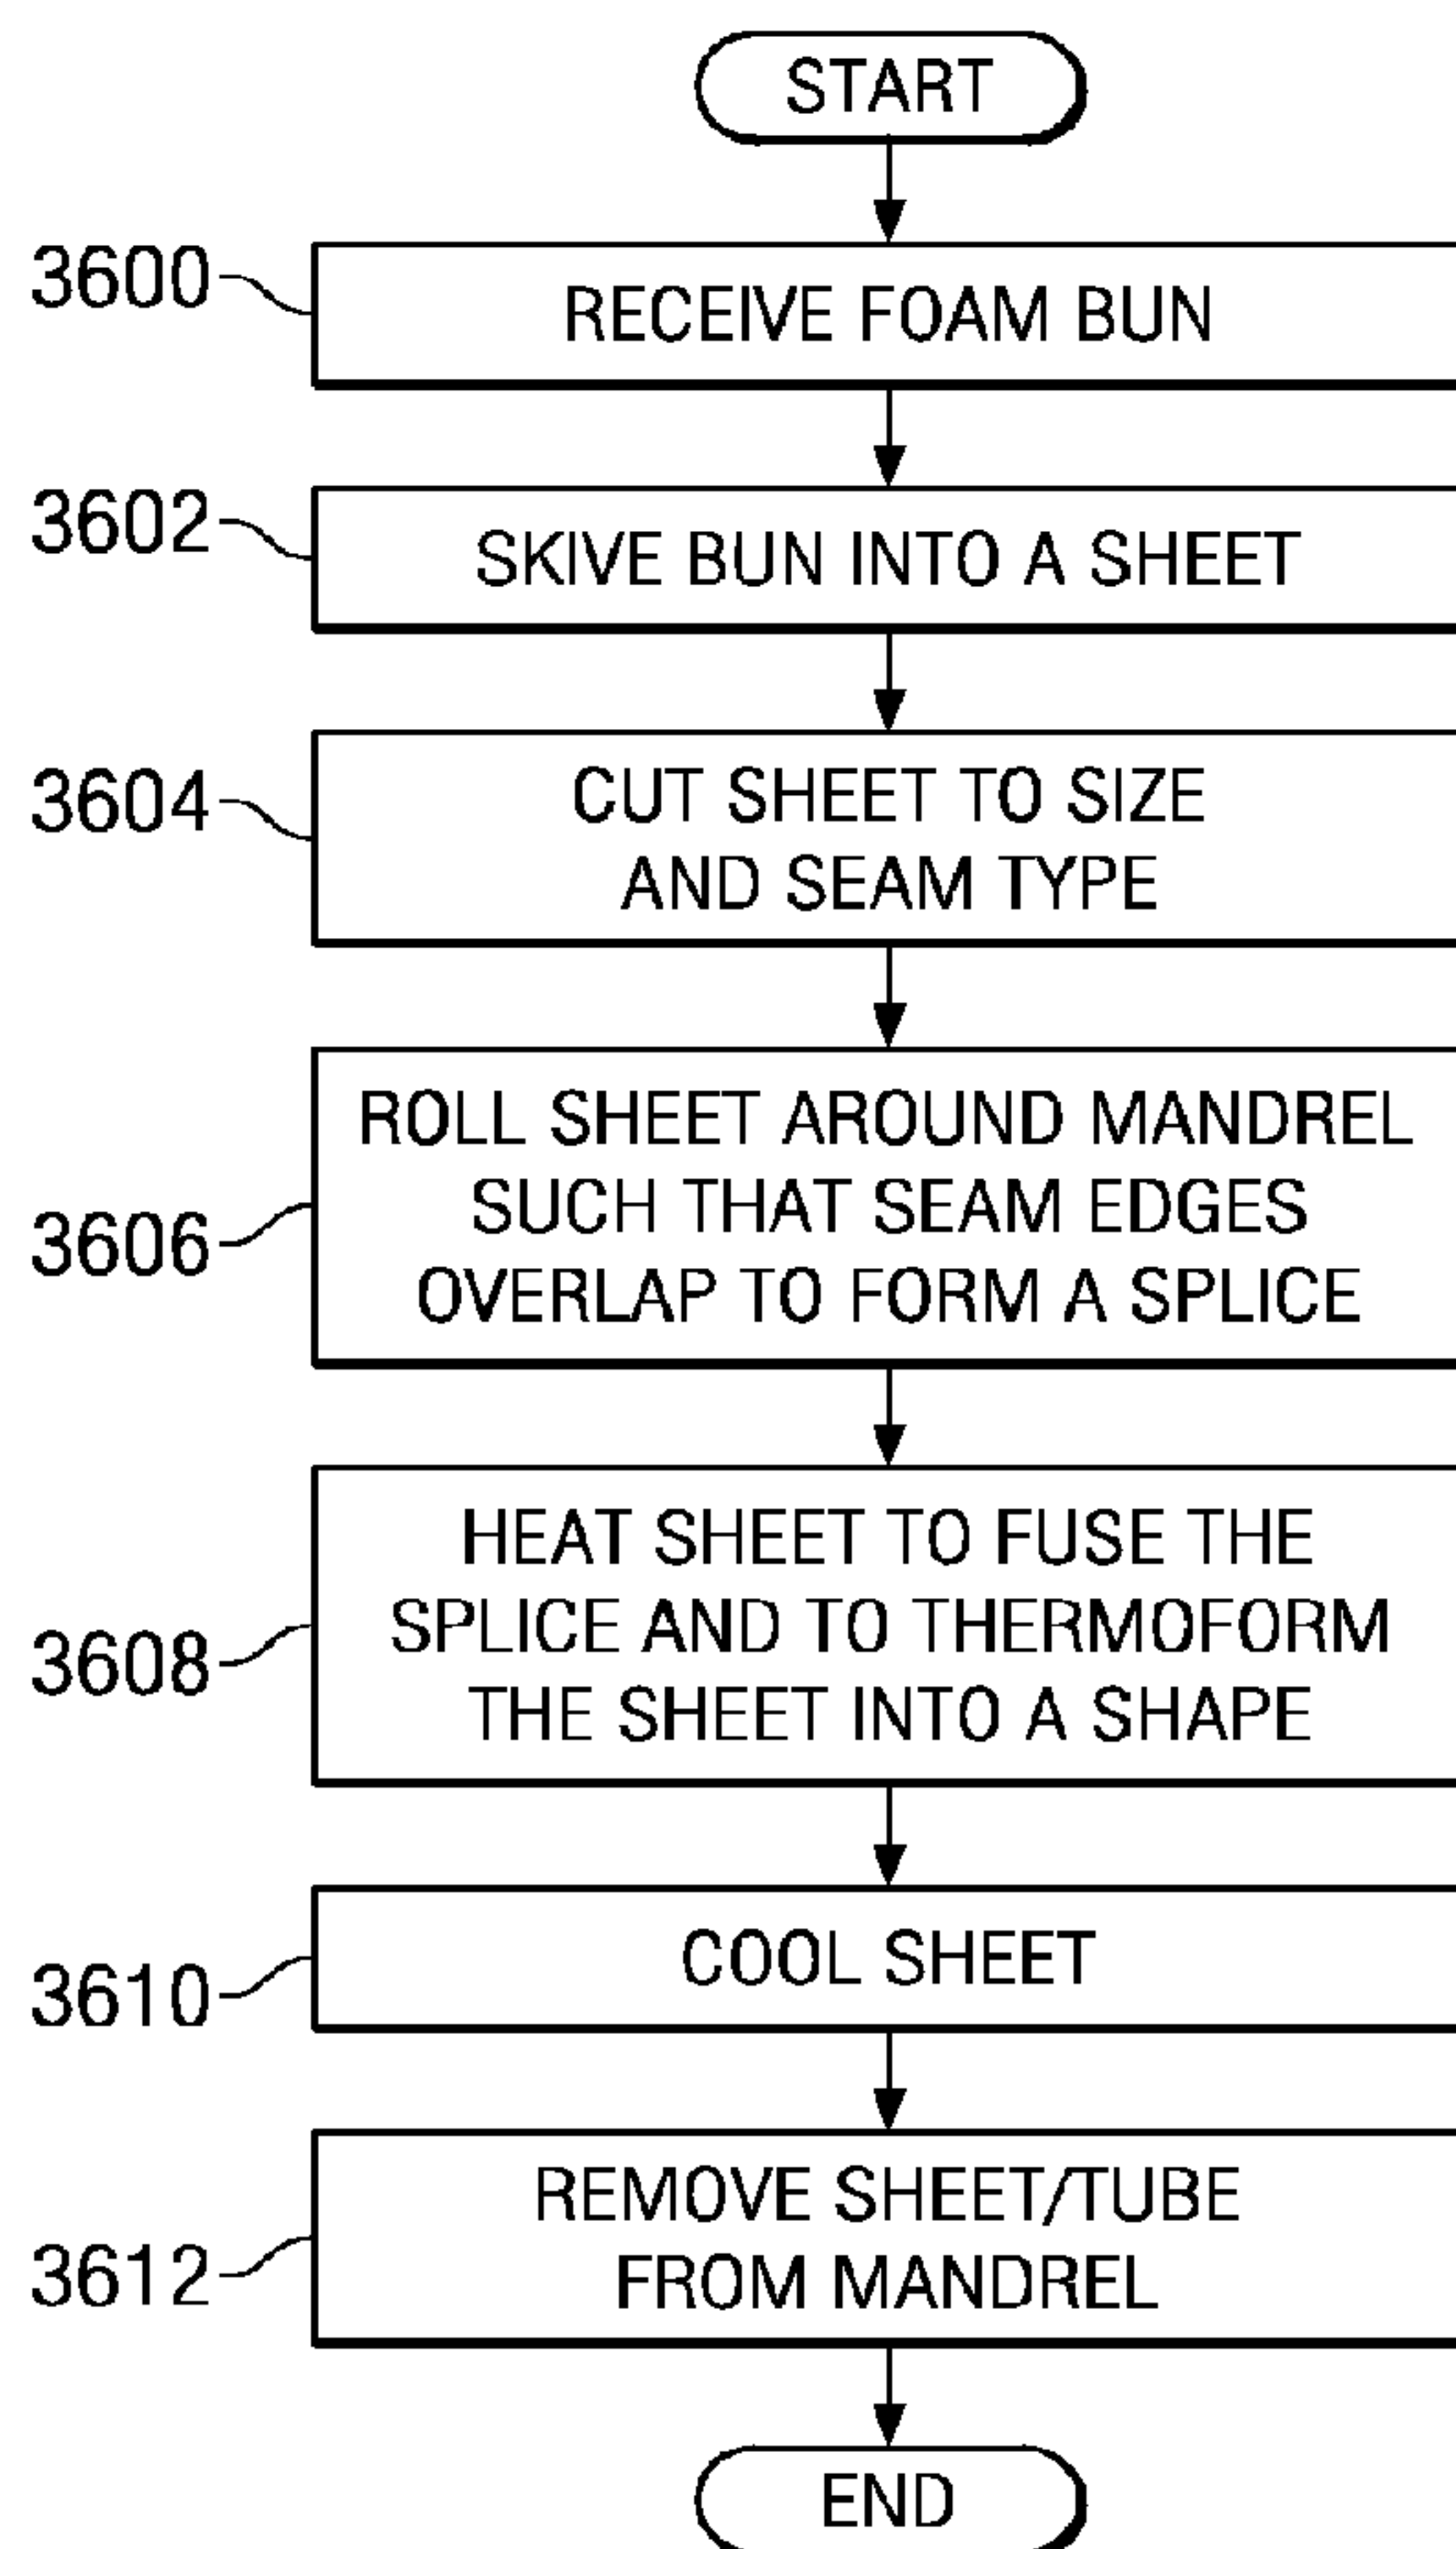 START
3600
RECEIVE FOAM BUN
3602
SKIVE BUN INTO A SHEET
3604
CUT SHEET TO SIZE
AND SEAM TYPE
3606
ROLL SHEET AROUND MANDREL
SUCH THAT SEAM EDGES
OVERLAP TO FORM A SPLICE
3608
HEAT SHEET TO FUSE THE
SPLICE AND TO THERMOFORM
THE SHEET INTO A SHAPE
3610
COOL SHEET
3612
REMOVE SHEET/TUBE
FROM MANDREL
END